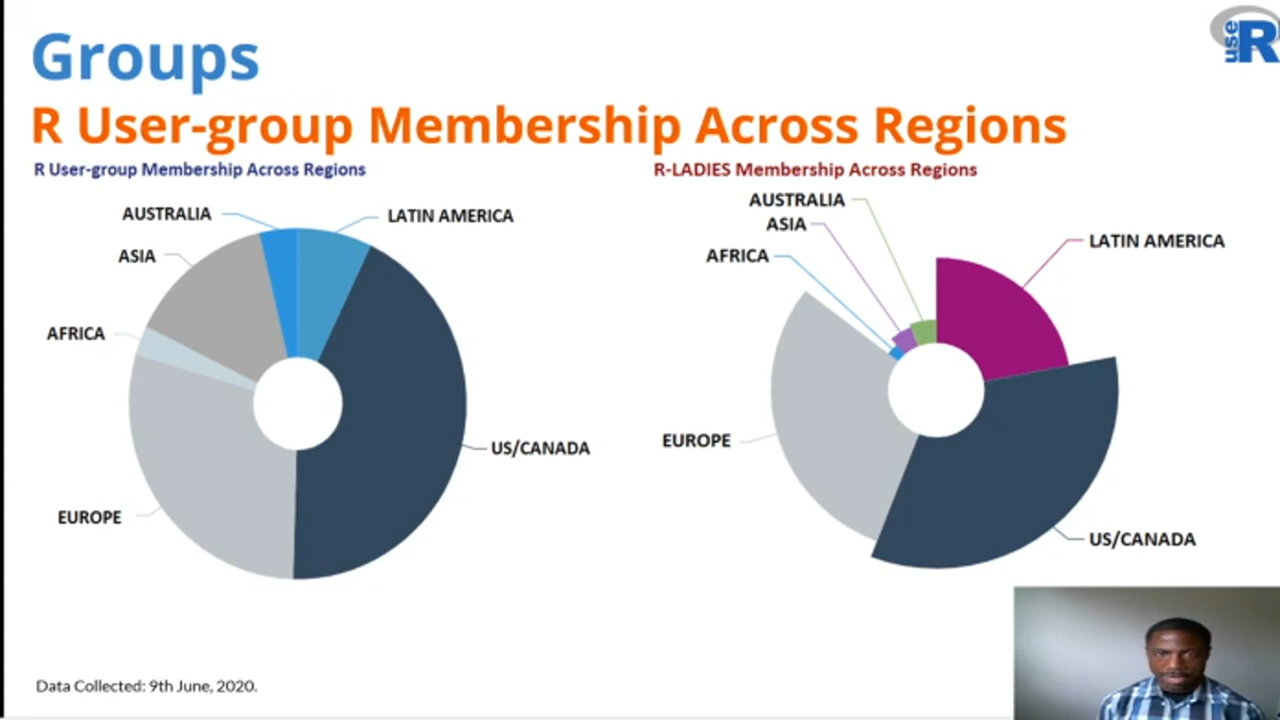 Groups
useR
R User-group Membership Across Regions
R User-group Membership Across Regions
AUSTRALIA
LATIN AMERICA
ASIA
AFRICA
US/CANADA
EUROPE
R-LADIES Membership Across Regions
AUSTRALIA
ASIA
LATIN AMERICA
AFRICA
EUROPE
US/CANADA
Data Collected: 9th June, 2020.